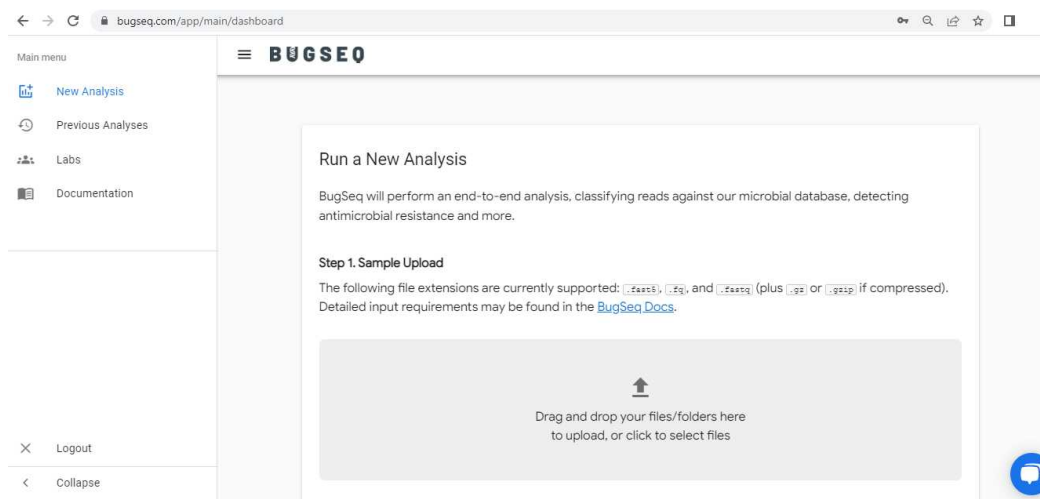 bugseq.com/app/main/dashboard
Main menu
BUGSEQ
New Analysis
Previous Analyses
Labs
Documentation
Logout
Collapse
Run a New Analysis
BugSeq will perform an end-to-end analysis, classifying reads against our microbial database, detecting
antimicrobial resistance and more.
Step 1. Sample Upload
The following file extensions are currently supported: .fast5, .fq, and .fastq (plus .gz or .gzip if compressed).
Detailed input requirements may be found in the BugSeq Docs.
Drag and drop your files/folders here
to upload, or click to select files